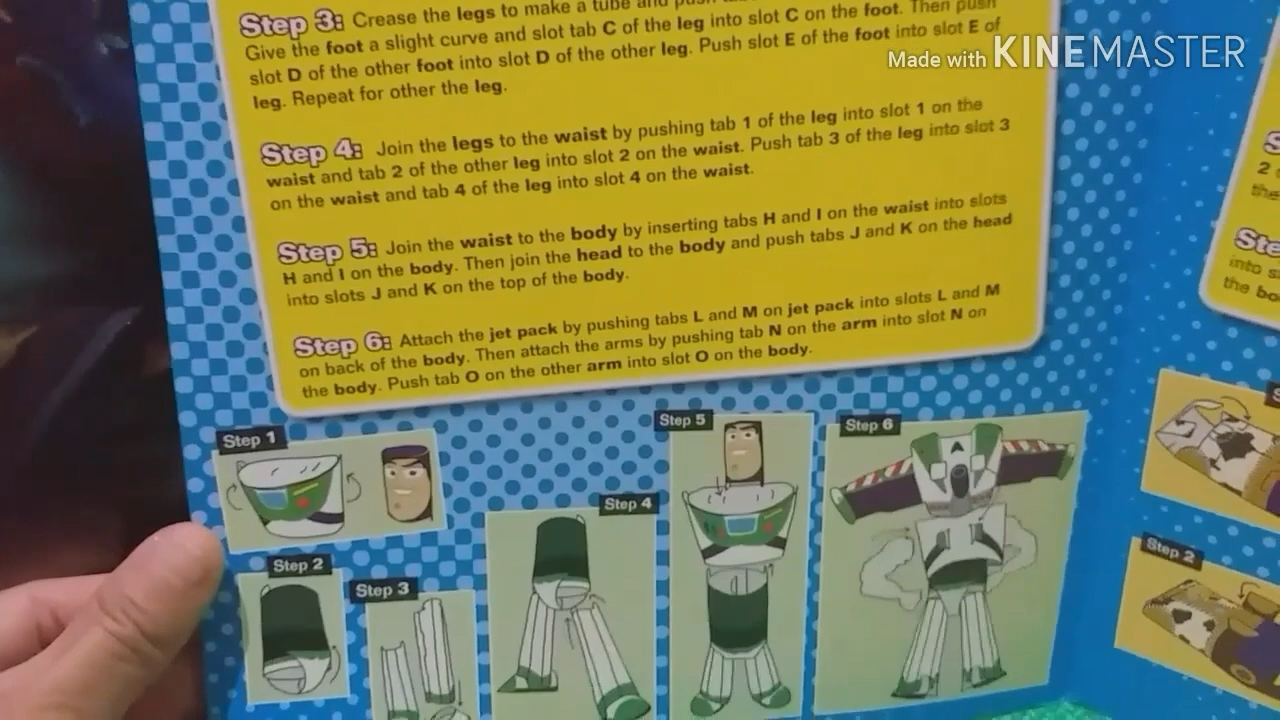 Step 3: Crease the legs to make a tube and push
Give the foot a slight curve and slot tab C of the leg into slot C on the foot. Then push
slot D of the other foot into slot D of the other leg. Push slot E of the foot into slot E of
leg. Repeat for other the leg.
Step 4: Join the legs to the waist by pushing tab 1 of the leg into slot 1 on the
waist and tab 2 of the other leg into slot 2 on the waist. Push tab 3 of the leg into slot 3
on the waist and tab 4 of the leg into slot 4 on the waist.
Step 5: Join the waist to the body by inserting tabs H and I on the waist into slots
H and I on the body. Then join the head to the body and push tabs J and K on the head
into slots J and K on the top of the body.
Step 6: Attach the jet pack by pushing tabs L and M on jet pack into slots L and M
on back of the body. Then attach the arms by pushing tab N on the arm into slot N on
the body. Push tab O on the other arm into slot O on the body.
Made with KINEMASTER
Step 1
Step 2
Step 3
Step 4
Step 5
Step 6
2
the
into
the
Step 2